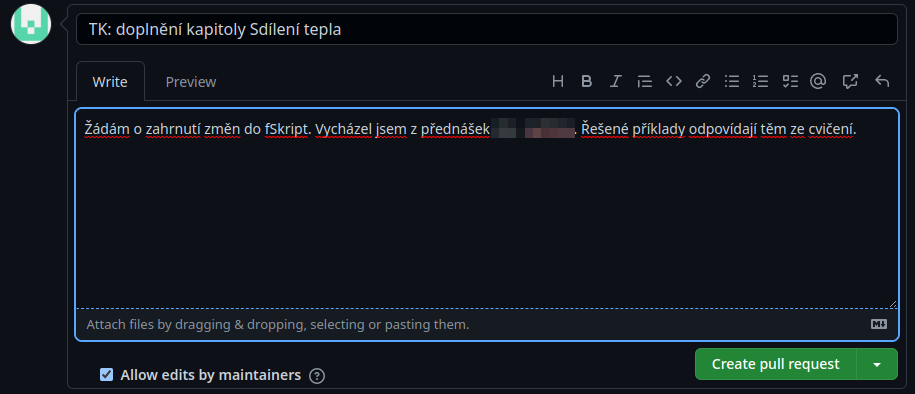 TK: doplnění kapitoly Sdílení tepla
Write Preview
Žádám o zahrnutí změn do fSkript. Vycházel jsem z přednášek . Řešené příklady odpovídají těm ze cvičení.
Attach files by dragging & dropping, selecting or pasting them.
Create pull request
Allow edits by maintainers